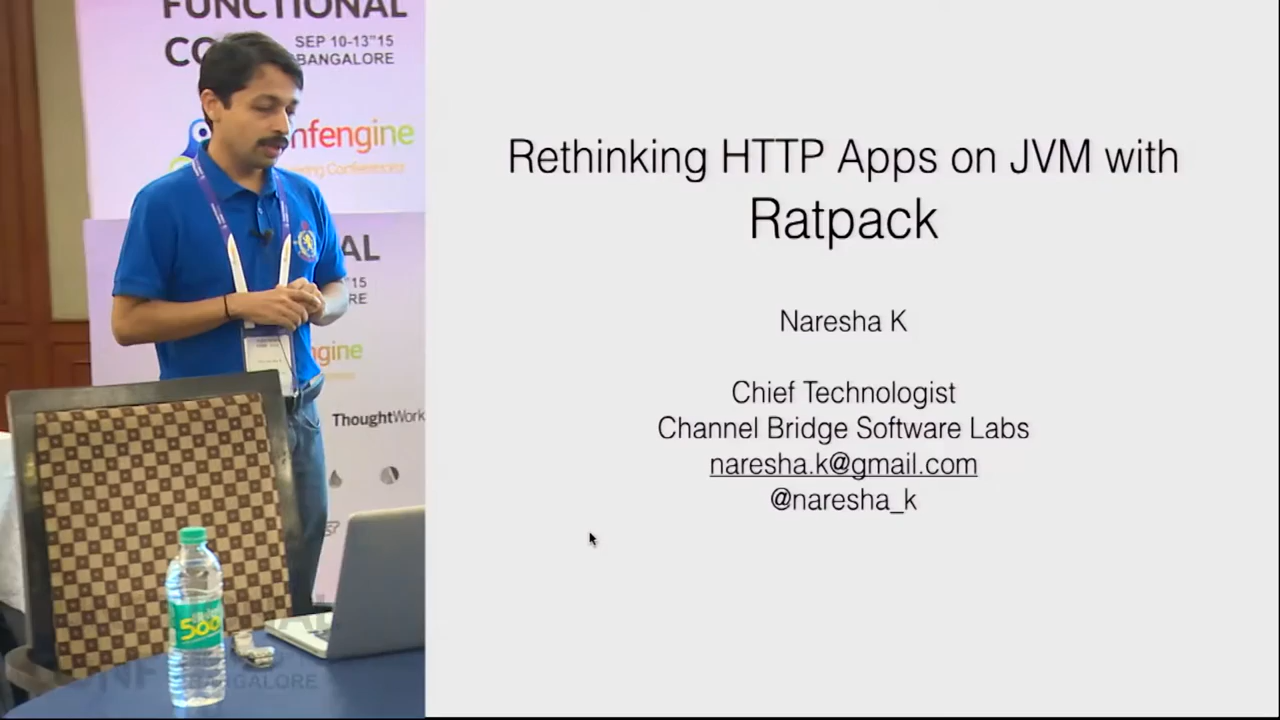 FUNCTIONAL
SEP 10-13"15
BANGALORE
nfengine
AL
ngine
ThoughtWork
500
BANGALORE
Rethinking HTTP Apps on JVM with
Ratpack
Naresha K
Chief Technologist
Channel Bridge Software Labs
naresha.k@gmail.com
@naresha_k